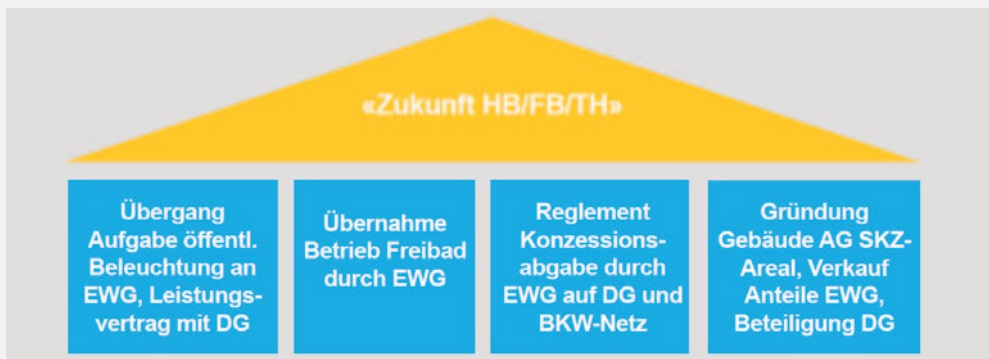 «Zukunft HB/FB/TH»
Übergang
Aufgabe öffentl.
Beleuchtung an
EWG, Leistungs-
vertrag mit DG
Übernahme
Betrieb Freibad
durch EWG
Reglement
Konzessions-
abgabe durch
EWG auf DG und
BKW-Netz
Gründung
Gebäude AG SKZ-
Areal, Verkauf
Anteile EWG,
Beteiligung DG